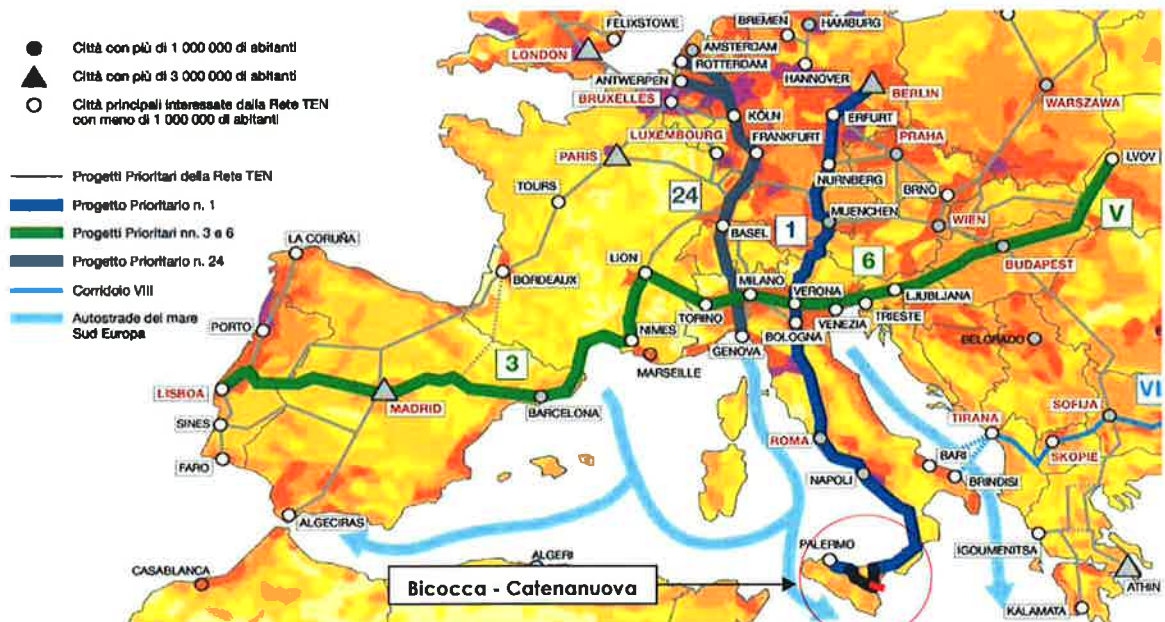 Città con più di 1 000 000 di abitanti
Città con più di 3 000 000 di abitanti
Città principali interessate dalla Rete TEN
con meno di 1 000 000 di abitanti
Progetti Prioritari della Rete TEN
Progetto Prioritario n. 1
Progetti Prioritari nn. 3 e 6
Progetto Prioritario n. 24
Corridoio VIII
Autostrade del mare
Sud Europa
FELIXSTOWE
LONDON
BREMEN
HAMBURG
AMSTERDAM
ROTTERDAM
HANNOVER
ANTWERPEN
BERLIN
BRUXELLES
WARSZAWA
KÖLN
ERFURT
LUXEMBOURG
FRANKFURT
PRAHA
PARIS
LVOV
TOURS
24
NURNBERG
BRNO
MUENCHEN
WIEN
V
LA CORUÑA
BASEL
1
LION
6
BUDAPEST
BORDEAUX
MILANO
VERONA
LJUBLJANA
TORINO
VENEZIA
TRIESTE
PORTO
NIMES
BOLOGNA
GENOVA
BELGRADO
3
MARSEILLE
LISBOA
MADRID
BARCELONA
VI
SOFIJA
TIRANA
SINES
ROMA
SKOPIE
FARO
BARI
NAPOLI
BRINDISI
ALGECIRAS
PALERMO
IGOUMENITSA
ALGERI
CASABLANCA
Bicocca - Catenanuova
ATHIN
KALAMATA